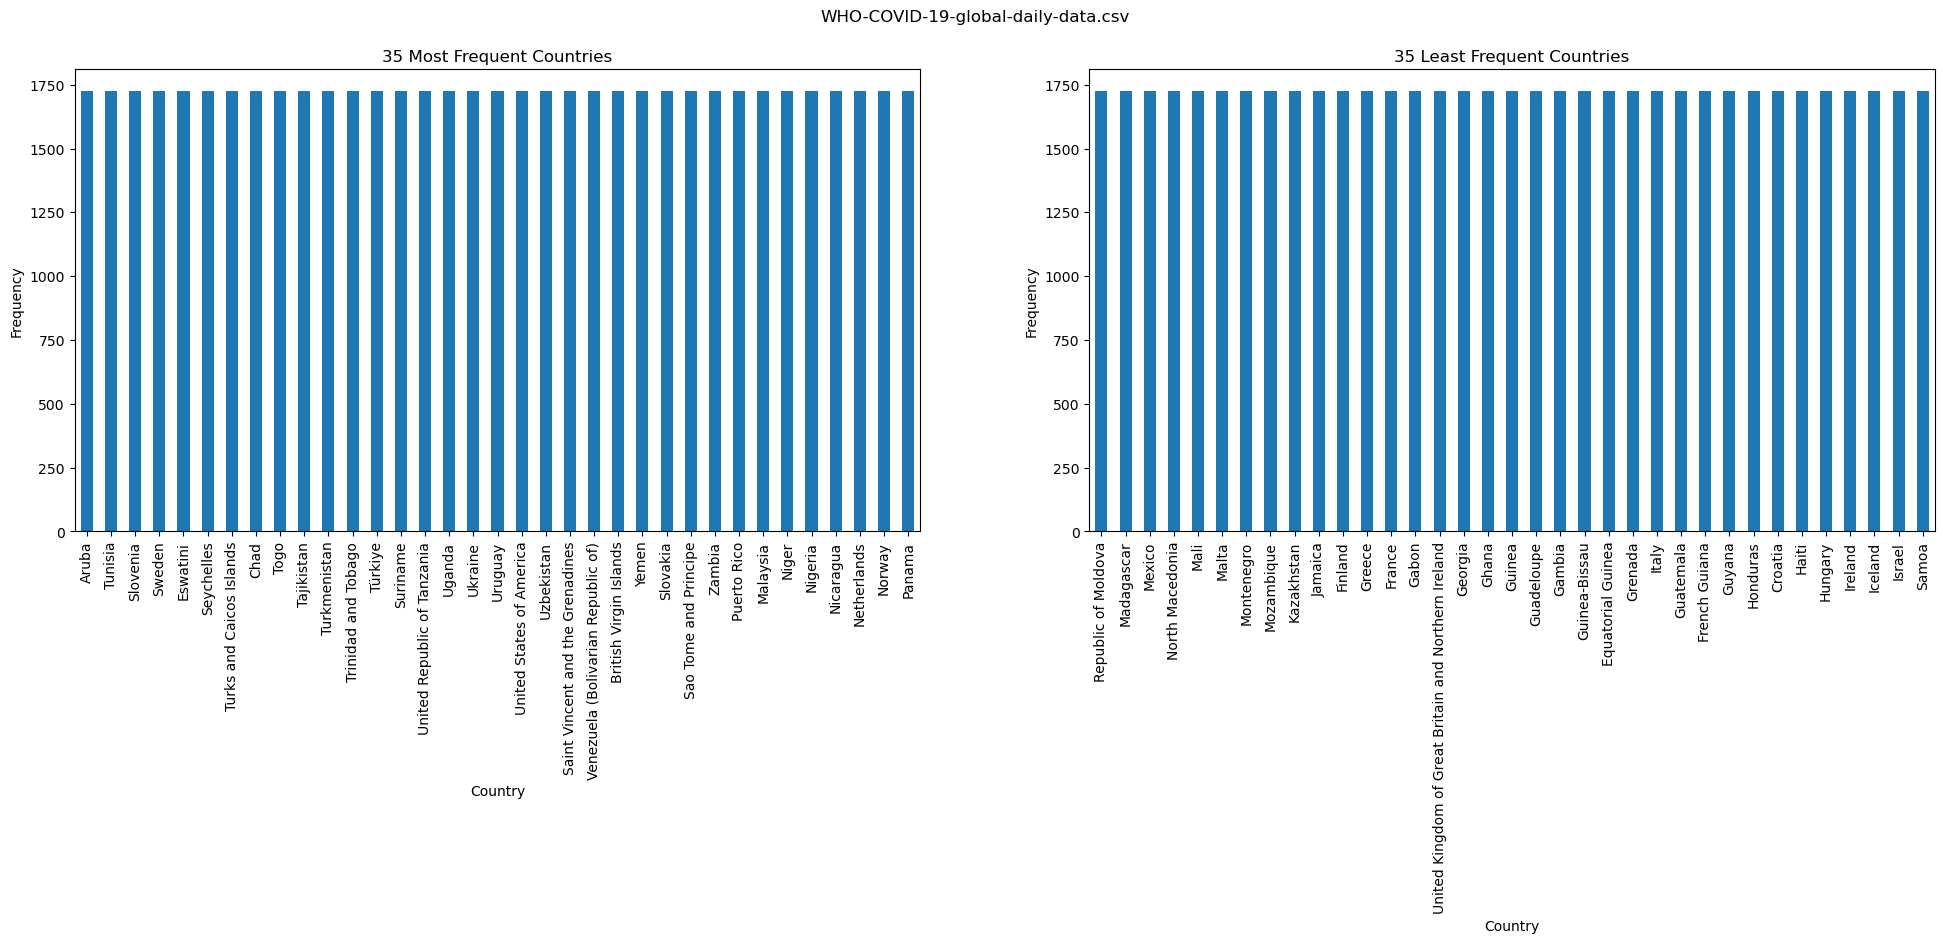 WHO-COVID-19-global-daily-data.csv
35 Most Frequent Countries
Frequency
1750
1500
1250
1000
750
500
250
0
Aruba
Tunisia
Slovenia
Sweden
Eswatini
Seychelles
Turks and Caicos Islands
Chad
Togo
Tajikistan
Turkmenistan
Trinidad and Tobago
Türkiye
Suriname
United Republic of Tanzania
Uganda
Ukraine
Uruguay
United States of America
Uzbekistan
Saint Vincent and the Grenadines
Venezuela (Bolivarian Republic of)
British Virgin Islands
Yemen
Slovakia
Sao Tome and Principe
Zambia
Puerto Rico
Malaysia
Niger
Nigeria
Nicaragua
Netherlands
Norway
Panama
Country
35 Least Frequent Countries
Frequency
1750
1500
1250
1000
750
500
250
0
Republic of Moldova
Madagascar
Mexico
North Macedonia
Mali
Malta
Montenegro
Mozambique
Kazakhstan
Jamaica
Finland
Greece
France
Gabon
United Kingdom of Great Britain and Northern Ireland
Georgia
Ghana
Guinea
Guadeloupe
Gambia
Guinea-Bissau
Equatorial Guinea
Grenada
Italy
Guatemala
French Guiana
Guyana
Honduras
Croatia
Haiti
Hungary
Ireland
Iceland
Israel
Samoa
Country